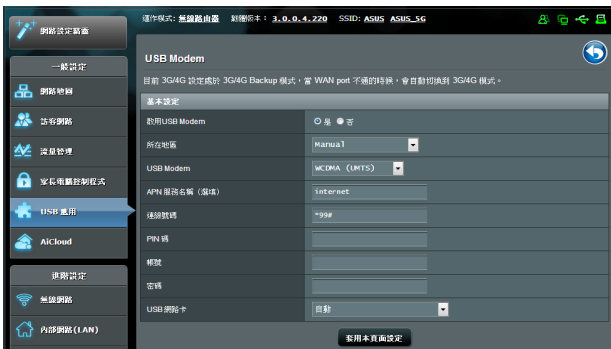 運作模式: 無線路由器 韌體版本: 3.0.0.4.220 SSID: ASUS ASUS_5G
網路設定精靈
一般設定
網路地圖
訪客網路
流量管理
家長電腦控制程式
USB 應用
AiCloud
進階設定
無線網路
內部網路(LAN)
USB Modem
目前 3G/4G 設定處於 3G/4G Backup 模式，當 WAN port 不通的時候，會自動切換到 3G/4G 模式。
基本設定
啟用USB Modem 是 否
所在地區 Manual
USB Modem WCDMA (UMTS)
APN 服務名稱 (選填) internet
連線號碼 *99#
PIN 碼
帳號
密碼
USB 網路卡 自動
套用本頁面設定